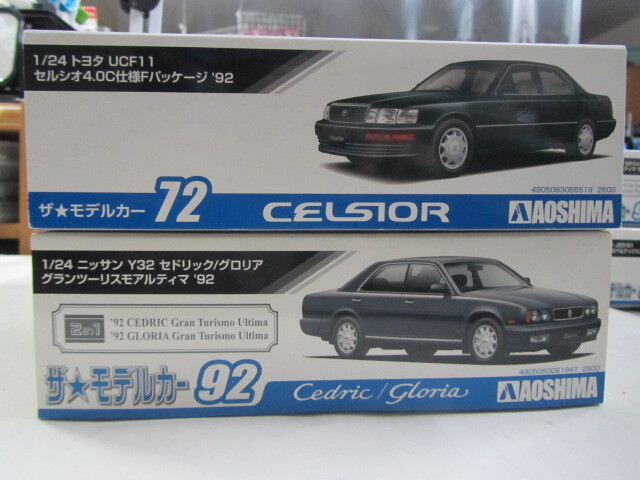 1/24 トヨタ UCF11
セルシオ4.0C仕様Fパッケージ '92
4905083055519 2600
ザ★モデルカー 72
CELSIOR
AOSHIMA
1/24 ニッサン Y32 セドリック/グロリア
グランツーリスモアルティマ '92
2in1
'92 CEDRIC Gran Turismo Ultima
'92 GLORIA Gran Turismo Ultima
4905083061947 2800
ザ★モデルカー 92
Cedric / Gloria
AOSHIMA